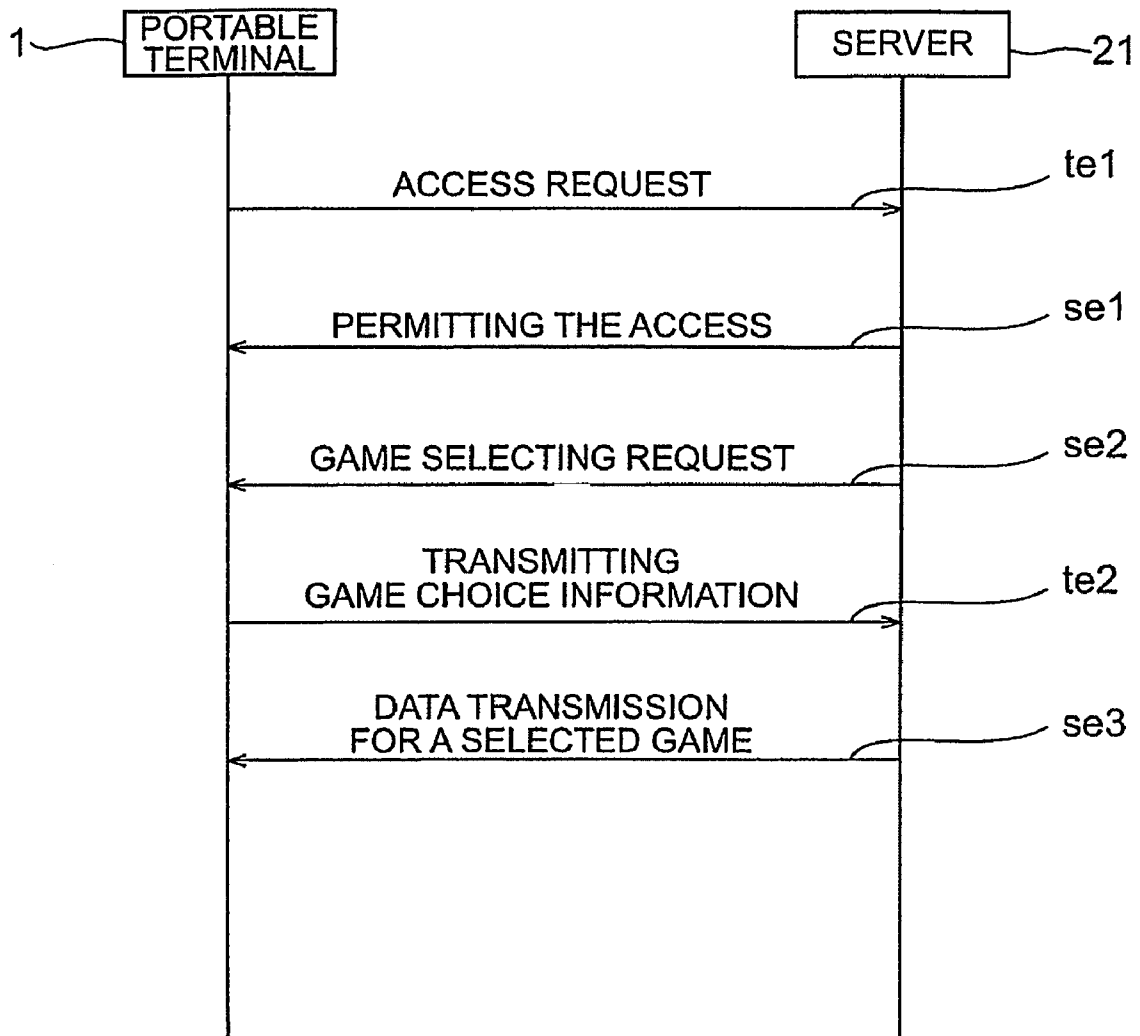 1
PORTABLE
TERMINAL
SERVER
21
ACCESS REQUEST
te1
PERMITTING THE ACCESS
se1
GAME SELECTING REQUEST
se2
TRANSMITTING
GAME CHOICE INFORMATION
te2
DATA TRANSMISSION
FOR A SELECTED GAME
se3